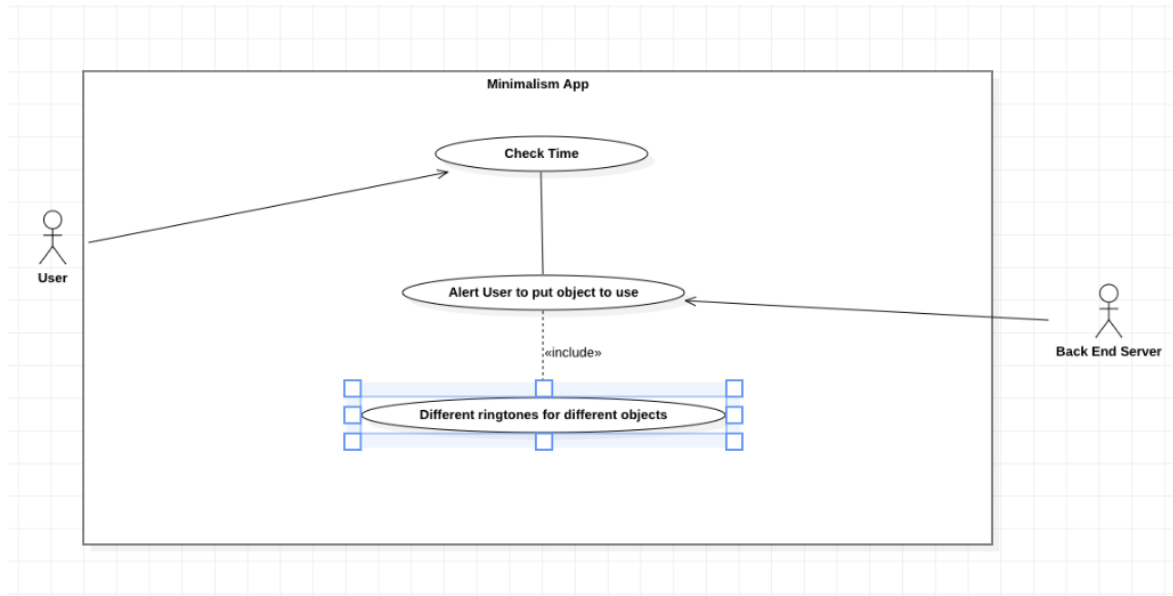 Minimalism App
Check Time
User
Alert User to put object to use
Back End Server
«include»
Different ringtones for different objects